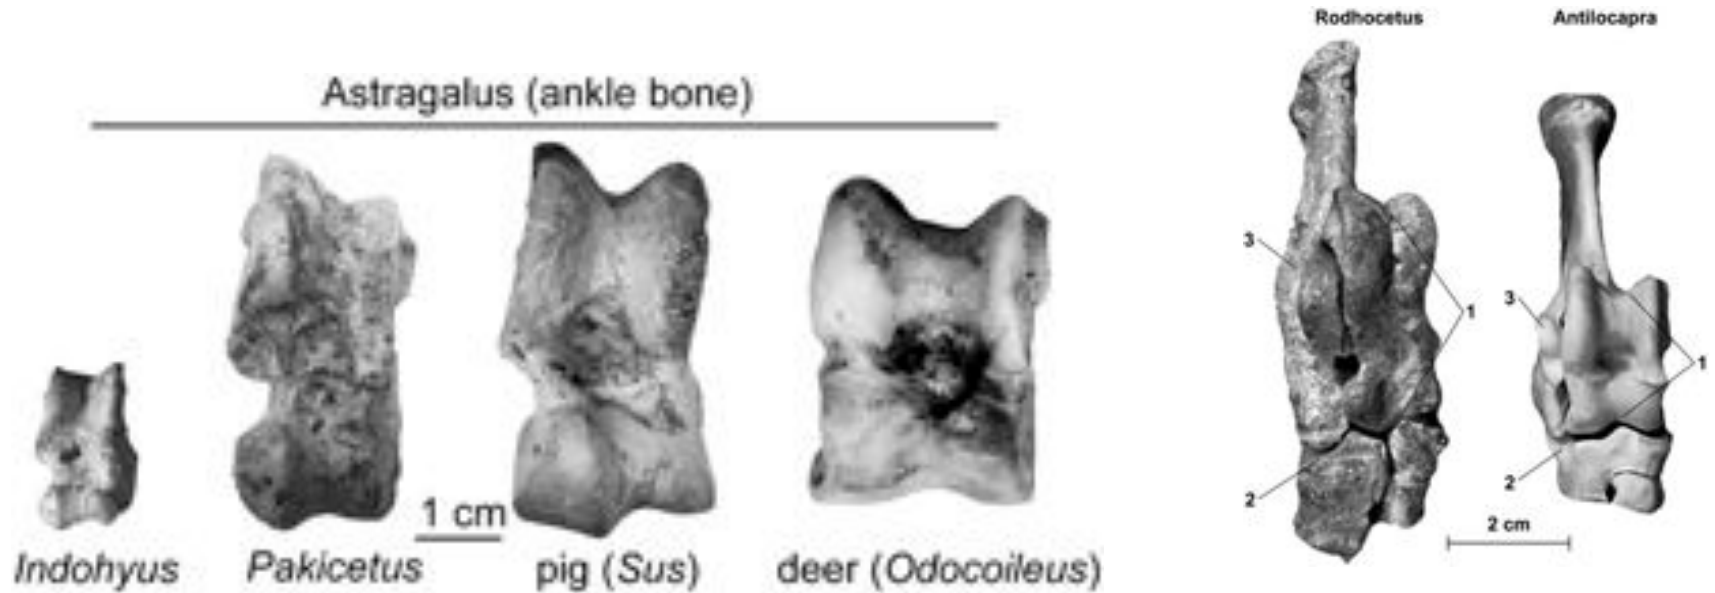 Astragalus (ankle bone)
1 cm
Indohyus
Pakicetus
pig (Sus)
deer (Odocoileus)
Rodhocetus
Antilocapra
3
1
2
3
1
2
2 cm